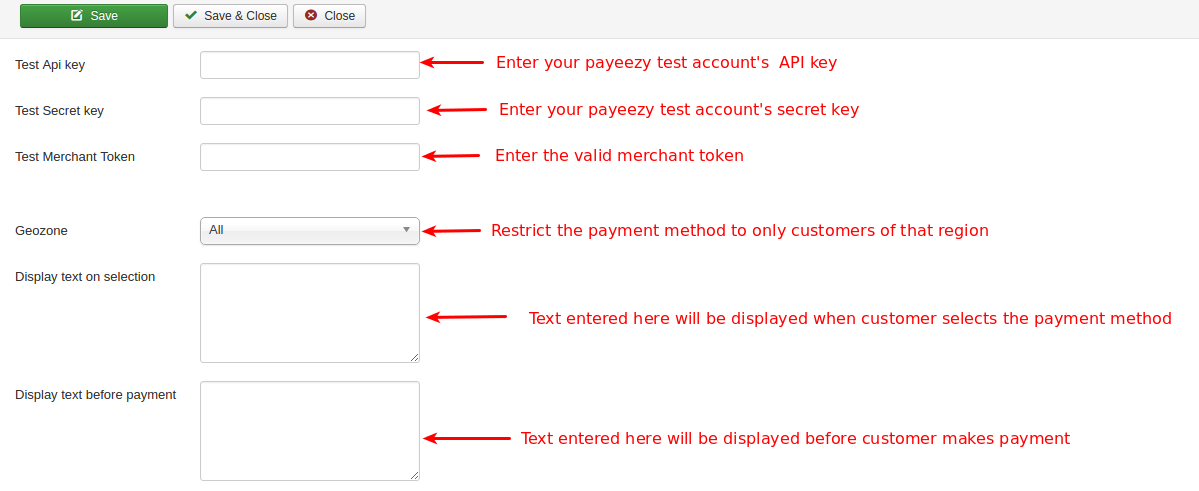 Save Save & Close Close
Test Api key Enter your payeezy test account's API key
Test Secret key Enter your payeezy test account's secret key
Test Merchant Token Enter the valid merchant token
Geozone All Restrict the payment method to only customers of that region
Display text on selection
Text entered here will be displayed when customer selects the payment method
Display text before payment
Text entered here will be displayed before customer makes payment